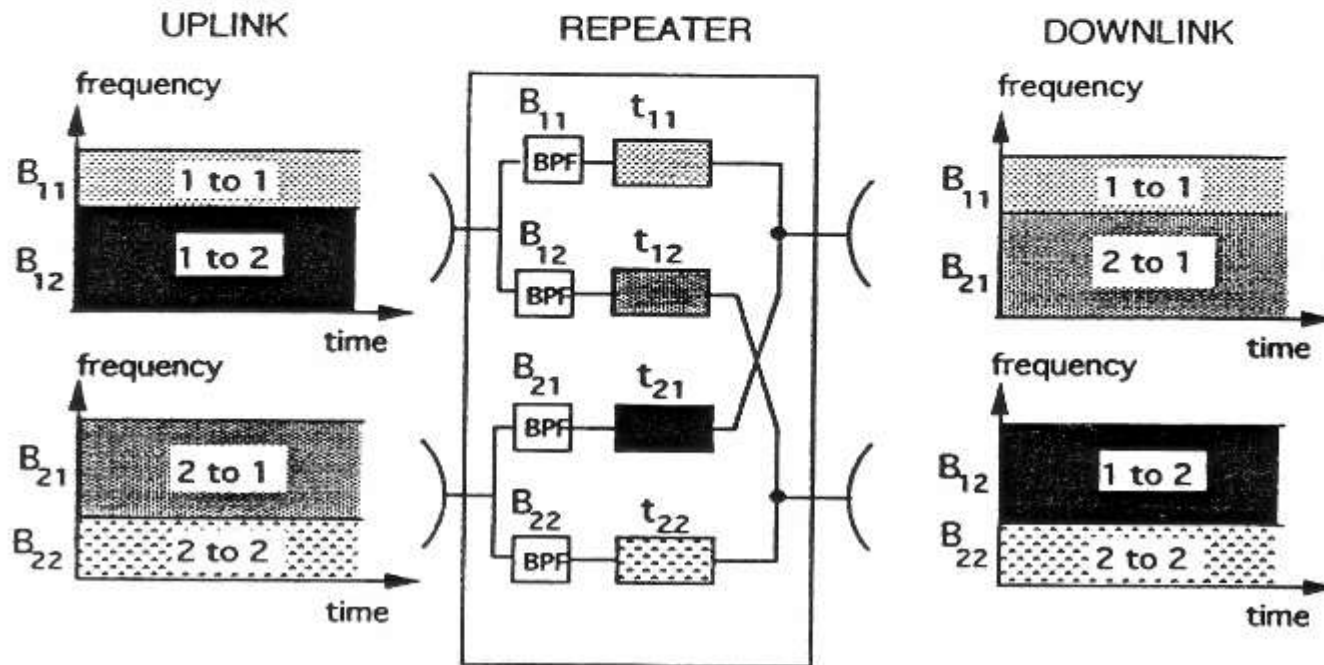 UPLINK
REPEATER
DOWNLINK
frequency
B11
1 to 1
B12
1 to 2
time
frequency
B21
2 to 1
B22
2 to 2
time
B11
t11
BPF
B12
t12
BPF
B21
t21
BPF
B22
t22
BPF
frequency
B11
1 to 1
B21
2 to 1
time
frequency
B12
1 to 2
B22
2 to 2
time